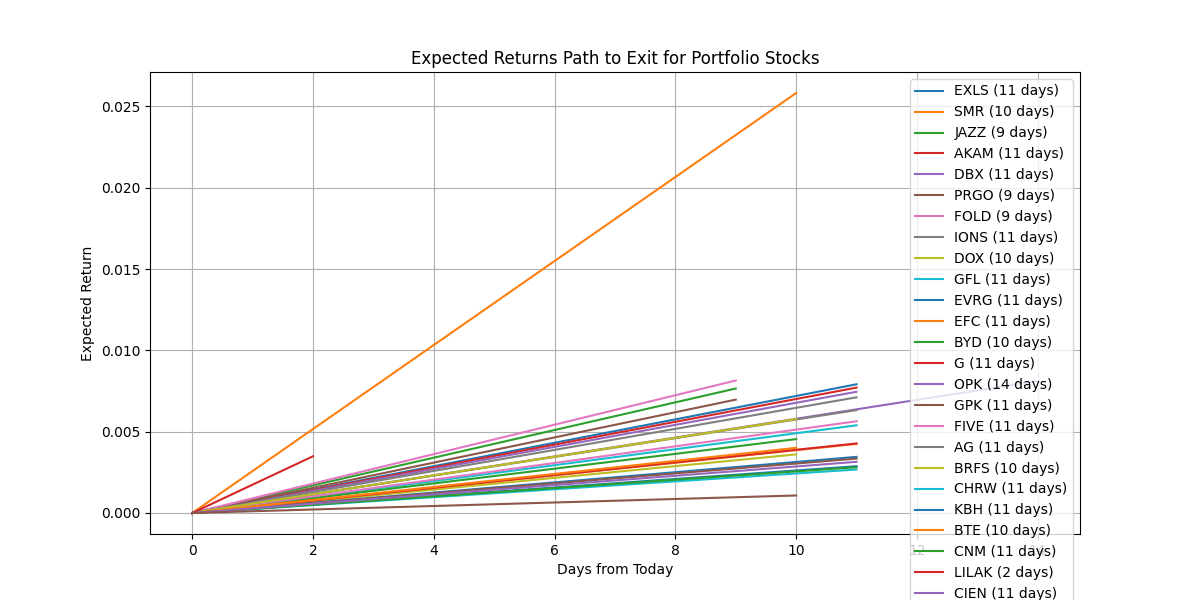 Expected Returns Path to Exit for Portfolio Stocks
Expected Return
0.025
0.020
0.015
0.010
0.005
0.000
0 2 4 6 8 10 12
Days from Today
EXLS (11 days)
SMR (10 days)
JAZZ (9 days)
AKAM (11 days)
DBX (11 days)
PRGO (9 days)
FOLD (9 days)
IONS (11 days)
DOX (10 days)
GFL (11 days)
EVRG (11 days)
EFC (11 days)
BYD (10 days)
G (11 days)
OPK (14 days)
GPK (11 days)
FIVE (11 days)
AG (11 days)
BRFS (10 days)
CHRW (11 days)
KBH (11 days)
BTE (10 days)
CNM (11 days)
LILAK (2 days)
CIEN (11 days)